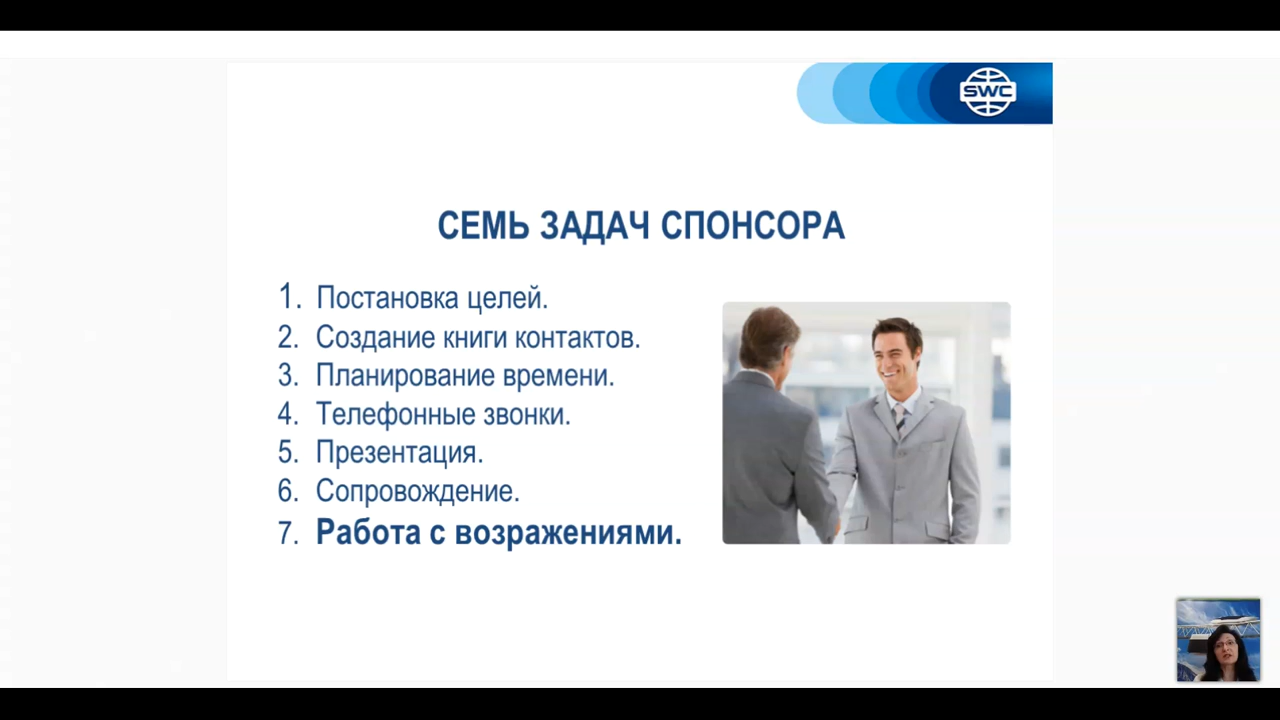 SWC
СЕМЬ ЗАДАЧ СПОНСОРА
1. Постановка целей.
2. Создание книги контактов.
3. Планирование времени.
4. Телефонные звонки.
5. Презентация.
6. Сопровождение.
7. Работа с возражениями.